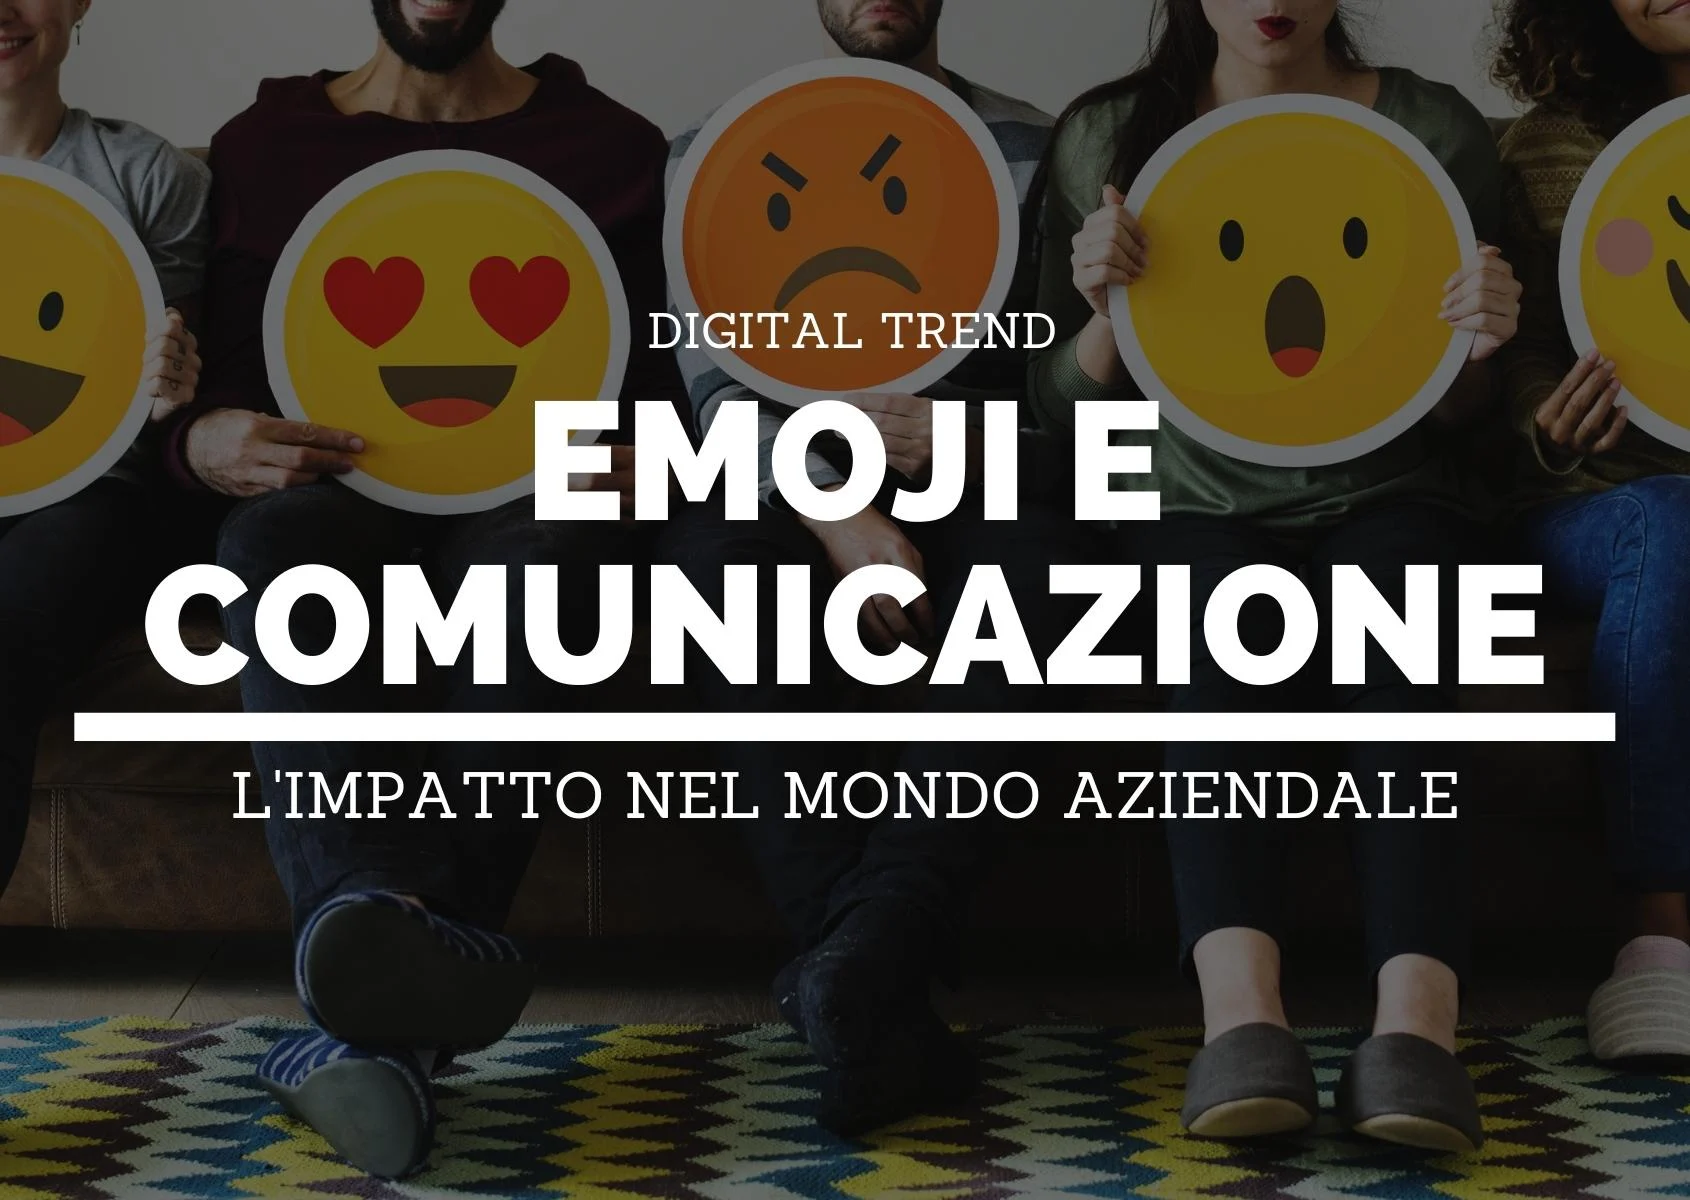 DIGITAL TREND
EMOJI E
COMUNICAZIONE
L'IMPATTO NEL MONDO AZIENDALE